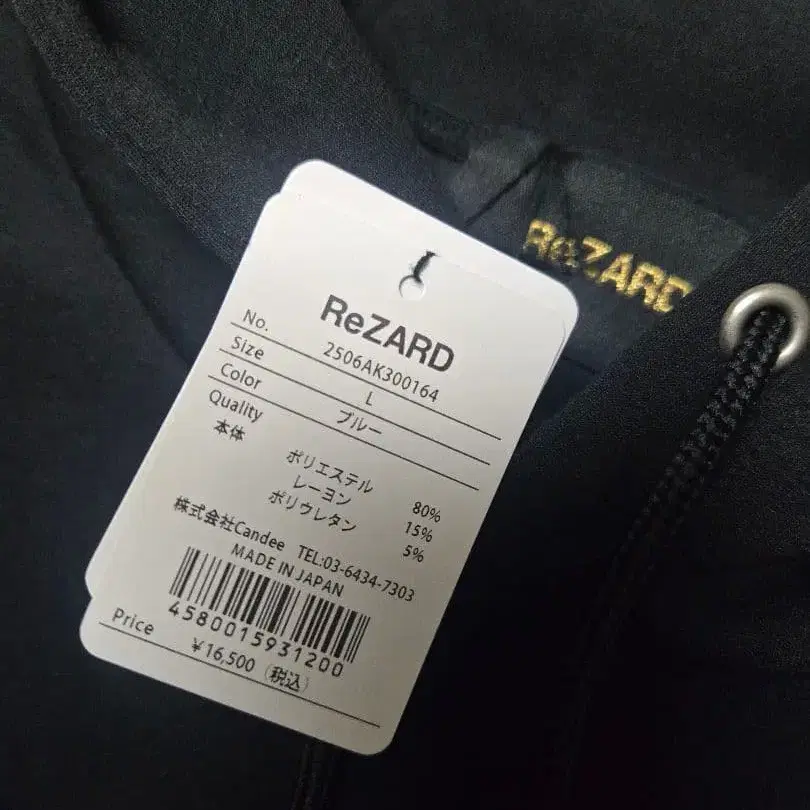 ReZARD
ReZARD
No. 2506AK300164
Size L
Color ブルー
Quality
本体
ポリエステル 80%
レーヨン 15%
ポリウレタン 5%
株式会社Candee TEL:03-6434-7303
MADE IN JAPAN
4580015931200
Price ¥16,500 (税込)